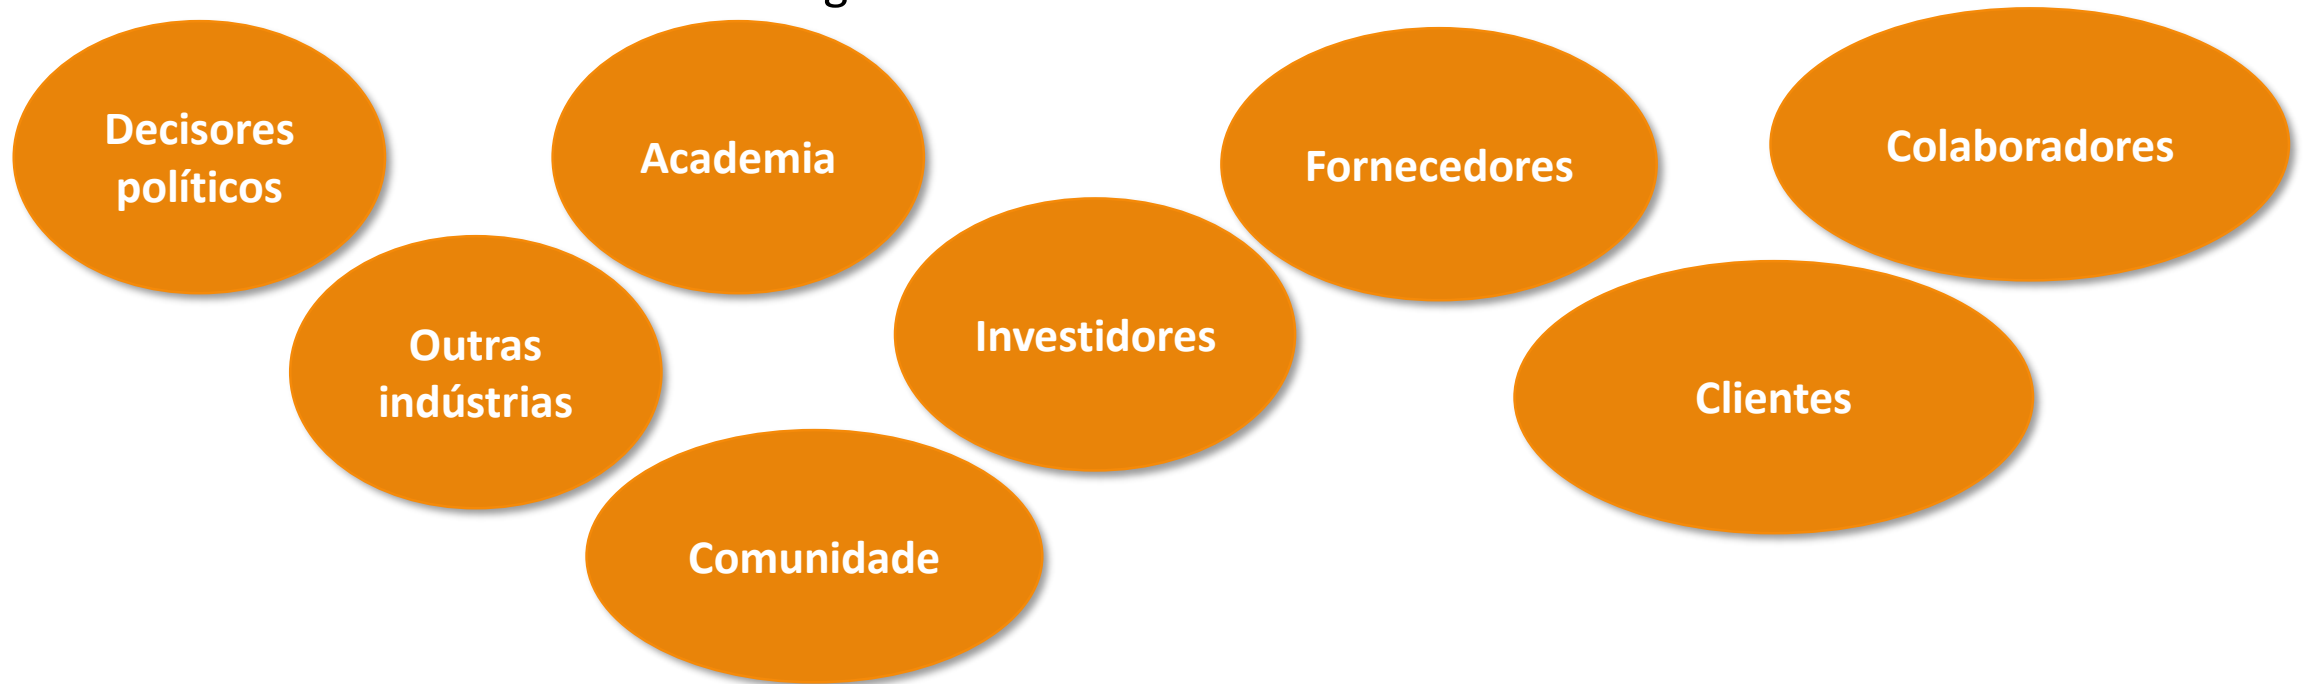 Decisores
políticos
Academia
Fornecedores
Colaboradores
Outras
indústrias
Investidores
Clientes
Comunidade